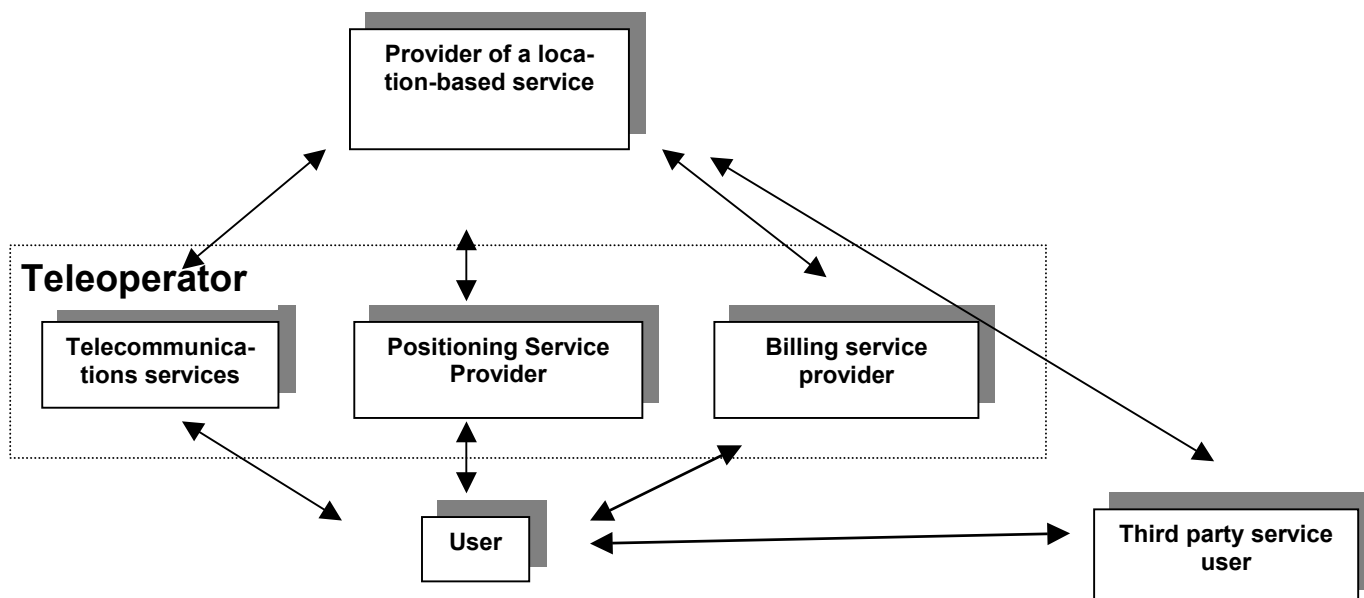 Provider of a loca-
tion-based service
Teleoperator
Telecommunica-
tions services
Positioning Service
Provider
Billing service
provider
User
Third party service
user